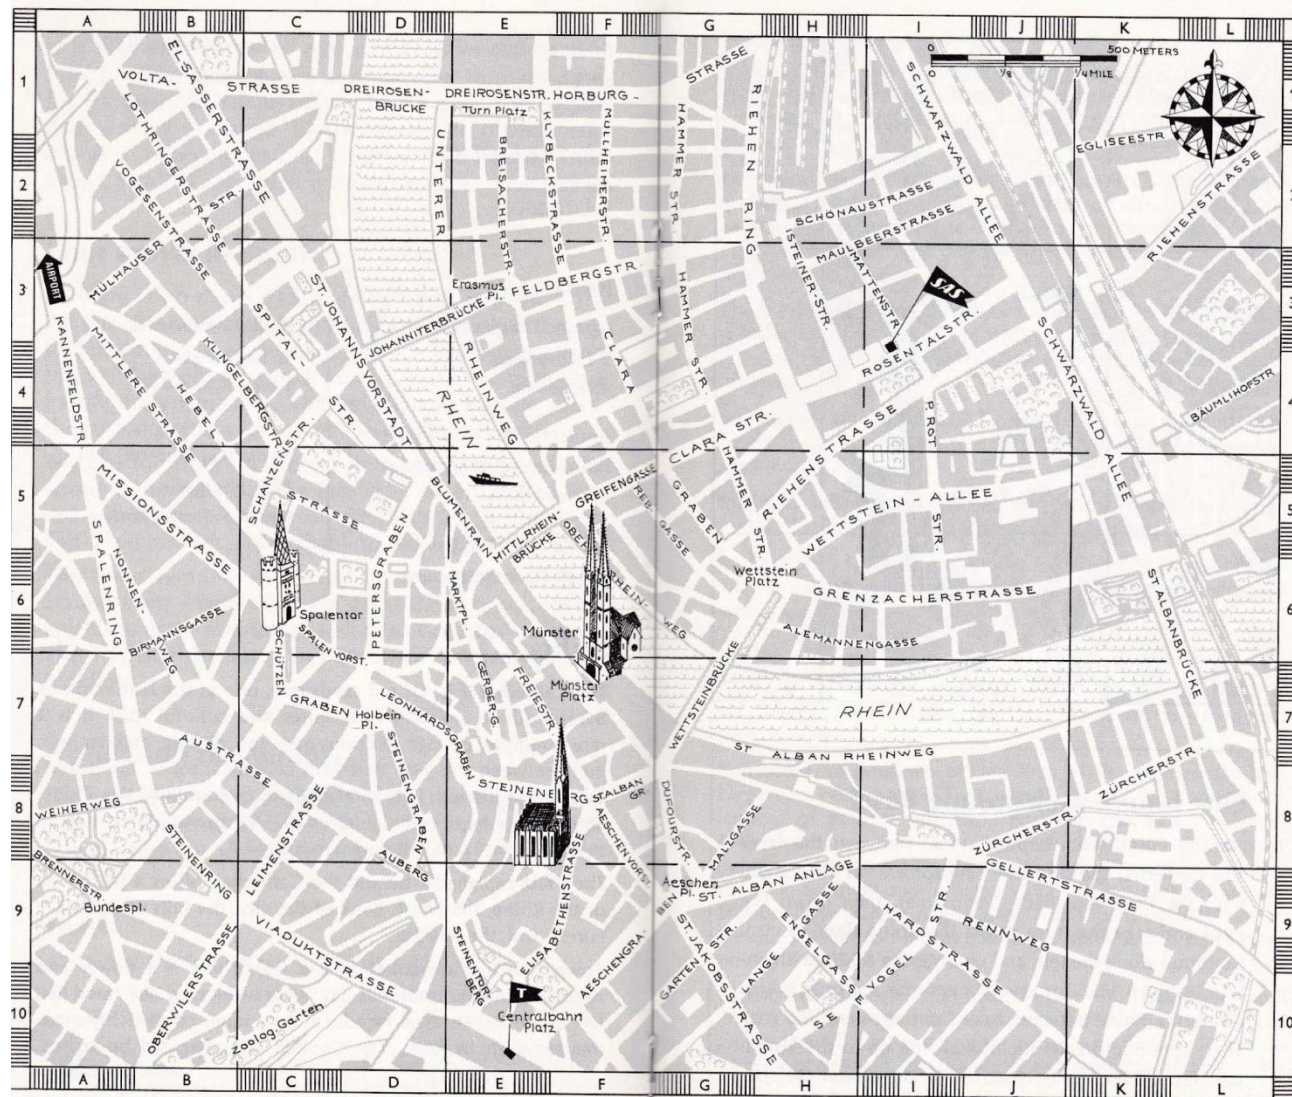 A B C D E F G H I J K L
1
2
3
4
5
6
7
8
9
10
0 500 METERS
0 1/8 1/4 MILE
VOLTA-
STRASSE
ELSÄSSERSTRASSE
LOTHRINGERSTRASSE
VOGESENSTRASSE
MÜLHAUSER STR.
DREIROSEN-
BRÜCKE
DREIROSENSTR.
HORBURG-
STRASSE
Turn Platz
UNTERER
RHEINWEG
BREISACHERSTR.
KLYBECKSTRASSE
MÜLLHEIMERSTR.
HAMMER STR.
RIEHEN RING
SCHWARZWALD ALLEE
EGLISEESTR
RIEHENSTRASSE
SCHÖNAUSTRASSE
MAULBEERSTRASSE
ISTEINER-STR.
MATTENSTR.
AIRPORT
KANNENFELDSTR.
MITTLERE STRASSE
KLINGELBERGSTR.
HEBEL-
STRASSE
SPITAL-
STR.
ST. JOHANNS VORSTADT
JOHANNITERBRÜCKE
Erasmus
Pl.
FELDBERGSTR.
HAMMER STR.
CLARA
GRABEN
SAS
ROSENTALSTR.
SCHWARZWALD ALLEE
BÄUMLIHOFSTR
RHEIN
CLARA STR.
HAMMER STR.
RIEHENSTRASSE
PROT
STR.
MISSIONSSTRASSE
SCHANZENSTR.
SPALENRING
NONNEN-
WEG
BIRMANNSGASSE
PETERSGRABEN
BLUMENRAIN
MITTL. RHEIN-
BRÜCKE
GREIFENGASSE
REBGASSE
OBER
RHEIN-
WEG
WETTSTEIN-ALLEE
Wettstein
Platz
GRENZACHERSTRASSE
ALEMANNENGASSE
ST ALBANBRÜCKE
Spalentor
SPALEN VORST.
SCHÜTZEN
GRABEN
MARKTPL.
Münster
Münster
Platz
GERBER-G.
FREIESTR
Holbein
Pl.
LEONHARDSGRABEN
STEINENGRABEN
WETTSTEINBRÜCKE
RHEIN
ST ALBAN RHEINWEG
ZÜRCHERSTR
AUSTRASSE
WEIHERWEG
STEINENRING
LEIMENSTRASSE
AUBERG
STEINENBERG
ST.ALBAN
GR
AESCHENVORST.
DUFOURSTR.
MALZGASSE
ZÜRCHERSTR.
GELLERTSTRASSE
BRENNERSTR.
Bundespl.
VIADUKTSTRASSE
OBERWILERSTRASSE
Zoolog. Garten
STEINENTOR-
BERG
ELISABETHENSTRASSE
AESCHENGRA-
BEN
Aeschen
Pl.
ST. ALBAN ANLAGE
GARTEN STR.
ST. JAKOBSSTRASSE
LANGE GASSE
ENGELGASSE
SE VOGEL STR.
HARDSTRASSE
RENNWEG
T
Centralbahn
Platz
A B C D E F G H I J K L